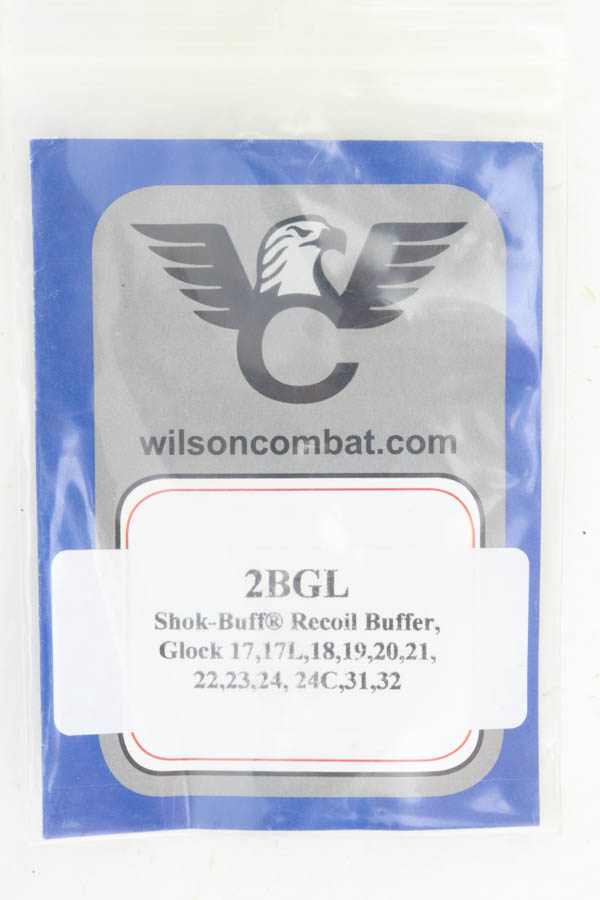 wilsoncombat.com
2BGL
Shok-Buff® Recoil Buffer,
Glock 17,17L,18,19,20,21,
22,23,24, 24C,31,32